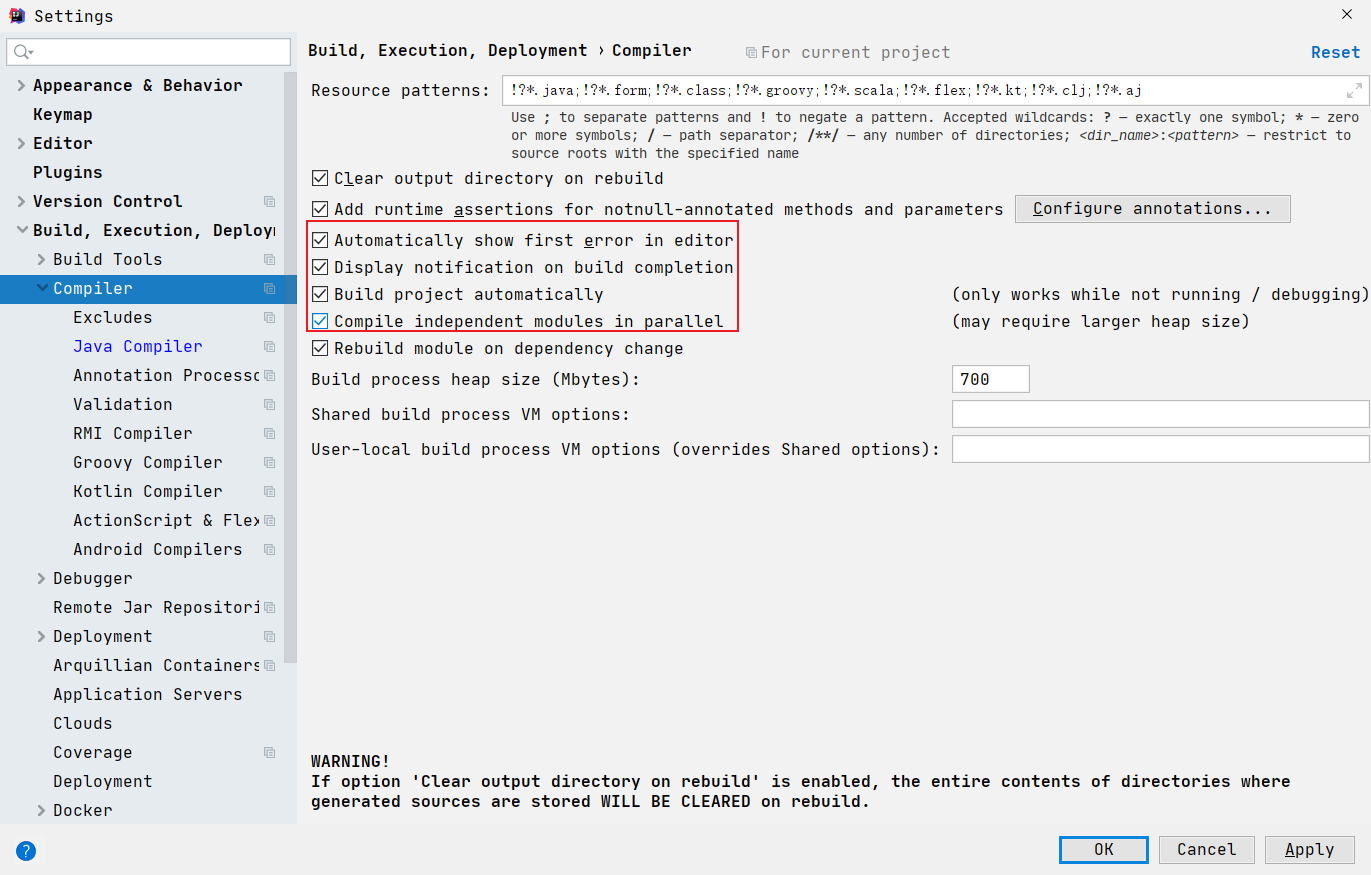 Settings
Build, Execution, Deployment › Compiler
For current project
Reset
Appearance & Behavior
Keymap
Editor
Plugins
Version Control
Build, Execution, Deploy
Build Tools
Compiler
Excludes
Java Compiler
Annotation Processo
Validation
RMI Compiler
Groovy Compiler
Kotlin Compiler
ActionScript & Flex
Android Compilers
Debugger
Remote Jar Repositori
Deployment
Arquillian Containers
Application Servers
Clouds
Coverage
Deployment
Docker
Resource patterns: !?*.java;!?*.form;!?*.class;!?*.groovy;!?*.scala;!?*.flex;!?*.kt;!?*.clj;!?*.aj
Use ; to separate patterns and ! to negate a pattern. Accepted wildcards: ? — exactly one symbol; * — zero
or more symbols; / — path separator; /**/ — any number of directories; <dir_name>:<pattern> — restrict to
source roots with the specified name
Clear output directory on rebuild
Add runtime assertions for notnull-annotated methods and parameters Configure annotations...
Automatically show first error in editor
Display notification on build completion
Build project automatically (only works while not running / debugging)
Compile independent modules in parallel (may require larger heap size)
Rebuild module on dependency change
Build process heap size (Mbytes): 700
Shared build process VM options:
User-local build process VM options (overrides Shared options):
WARNING!
If option 'Clear output directory on rebuild' is enabled, the entire contents of directories where
generated sources are stored WILL BE CLEARED on rebuild.
?
OK
Cancel
Apply